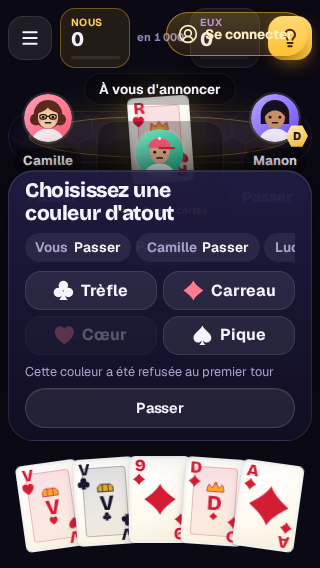 NOUS
0
en 1 000
EUX
0
Se connecter
À vous d'annoncer
R
D
Camille
Manon
Choisissez une
couleur d'atout
Vous Passer
Camille Passer
Luc
Trèfle
Carreau
Cœur
Pique
Cette couleur a été refusée au premier tour
Passer
V
V
V
V
9
D
D
A
A